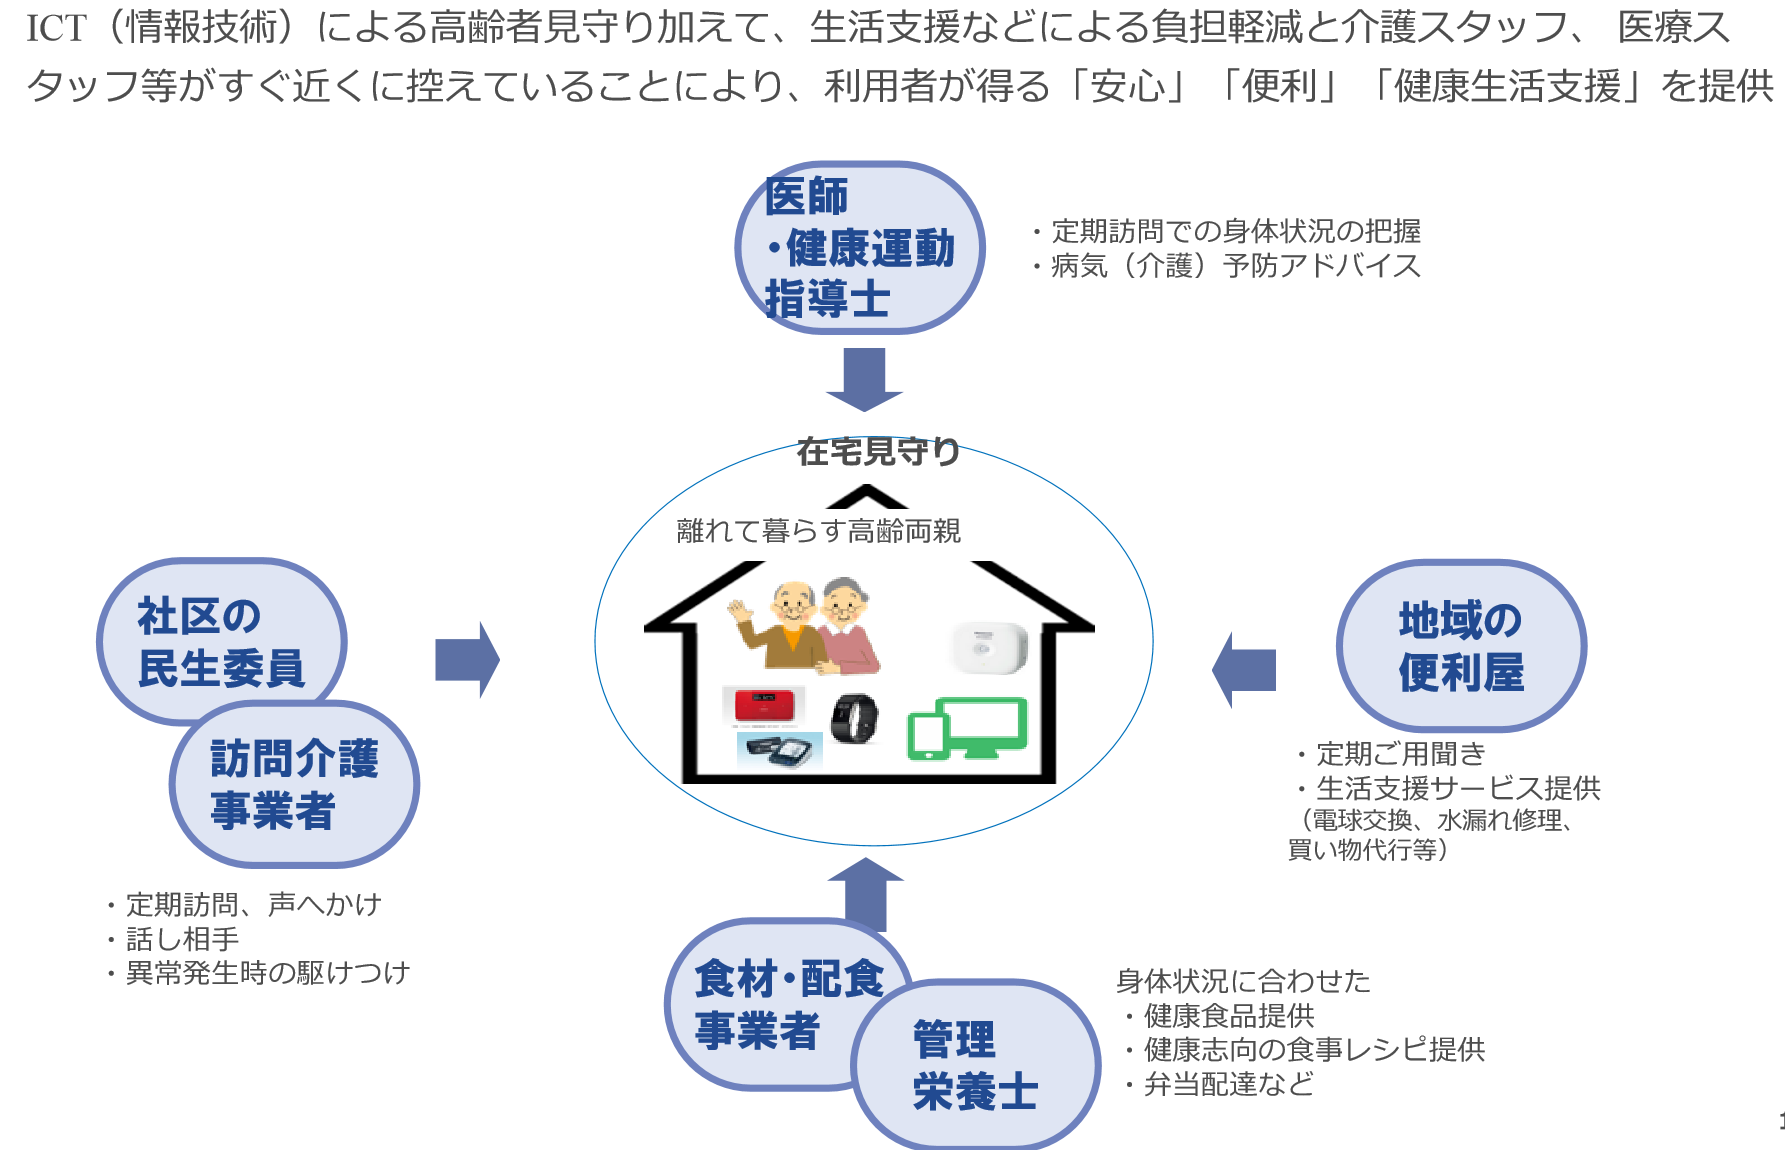 ICT（情報技術）による高齢者見守り加えて、生活支援などによる負担軽減と介護スタッフ、 医療ス
タッフ等がすぐ近くに控えていることにより、利用者が得る「安心」「便利」「健康生活支援」を提供
医師
・健康運動
指導士
・定期訪問での身体状況の把握
・病気（介護）予防アドバイス
在宅見守り
離れて暮らす高齢両親
社区の
民生委員
訪問介護
事業者
・定期訪問、声へかけ
・話し相手
・異常発生時の駆けつけ
地域の
便利屋
・定期ご用聞き
・生活支援サービス提供
（電球交換、水漏れ修理、
買い物代行等）
食材・配食
事業者
管理
栄養士
身体状況に合わせた
・健康食品提供
・健康志向の食事レシピ提供
・弁当配達など